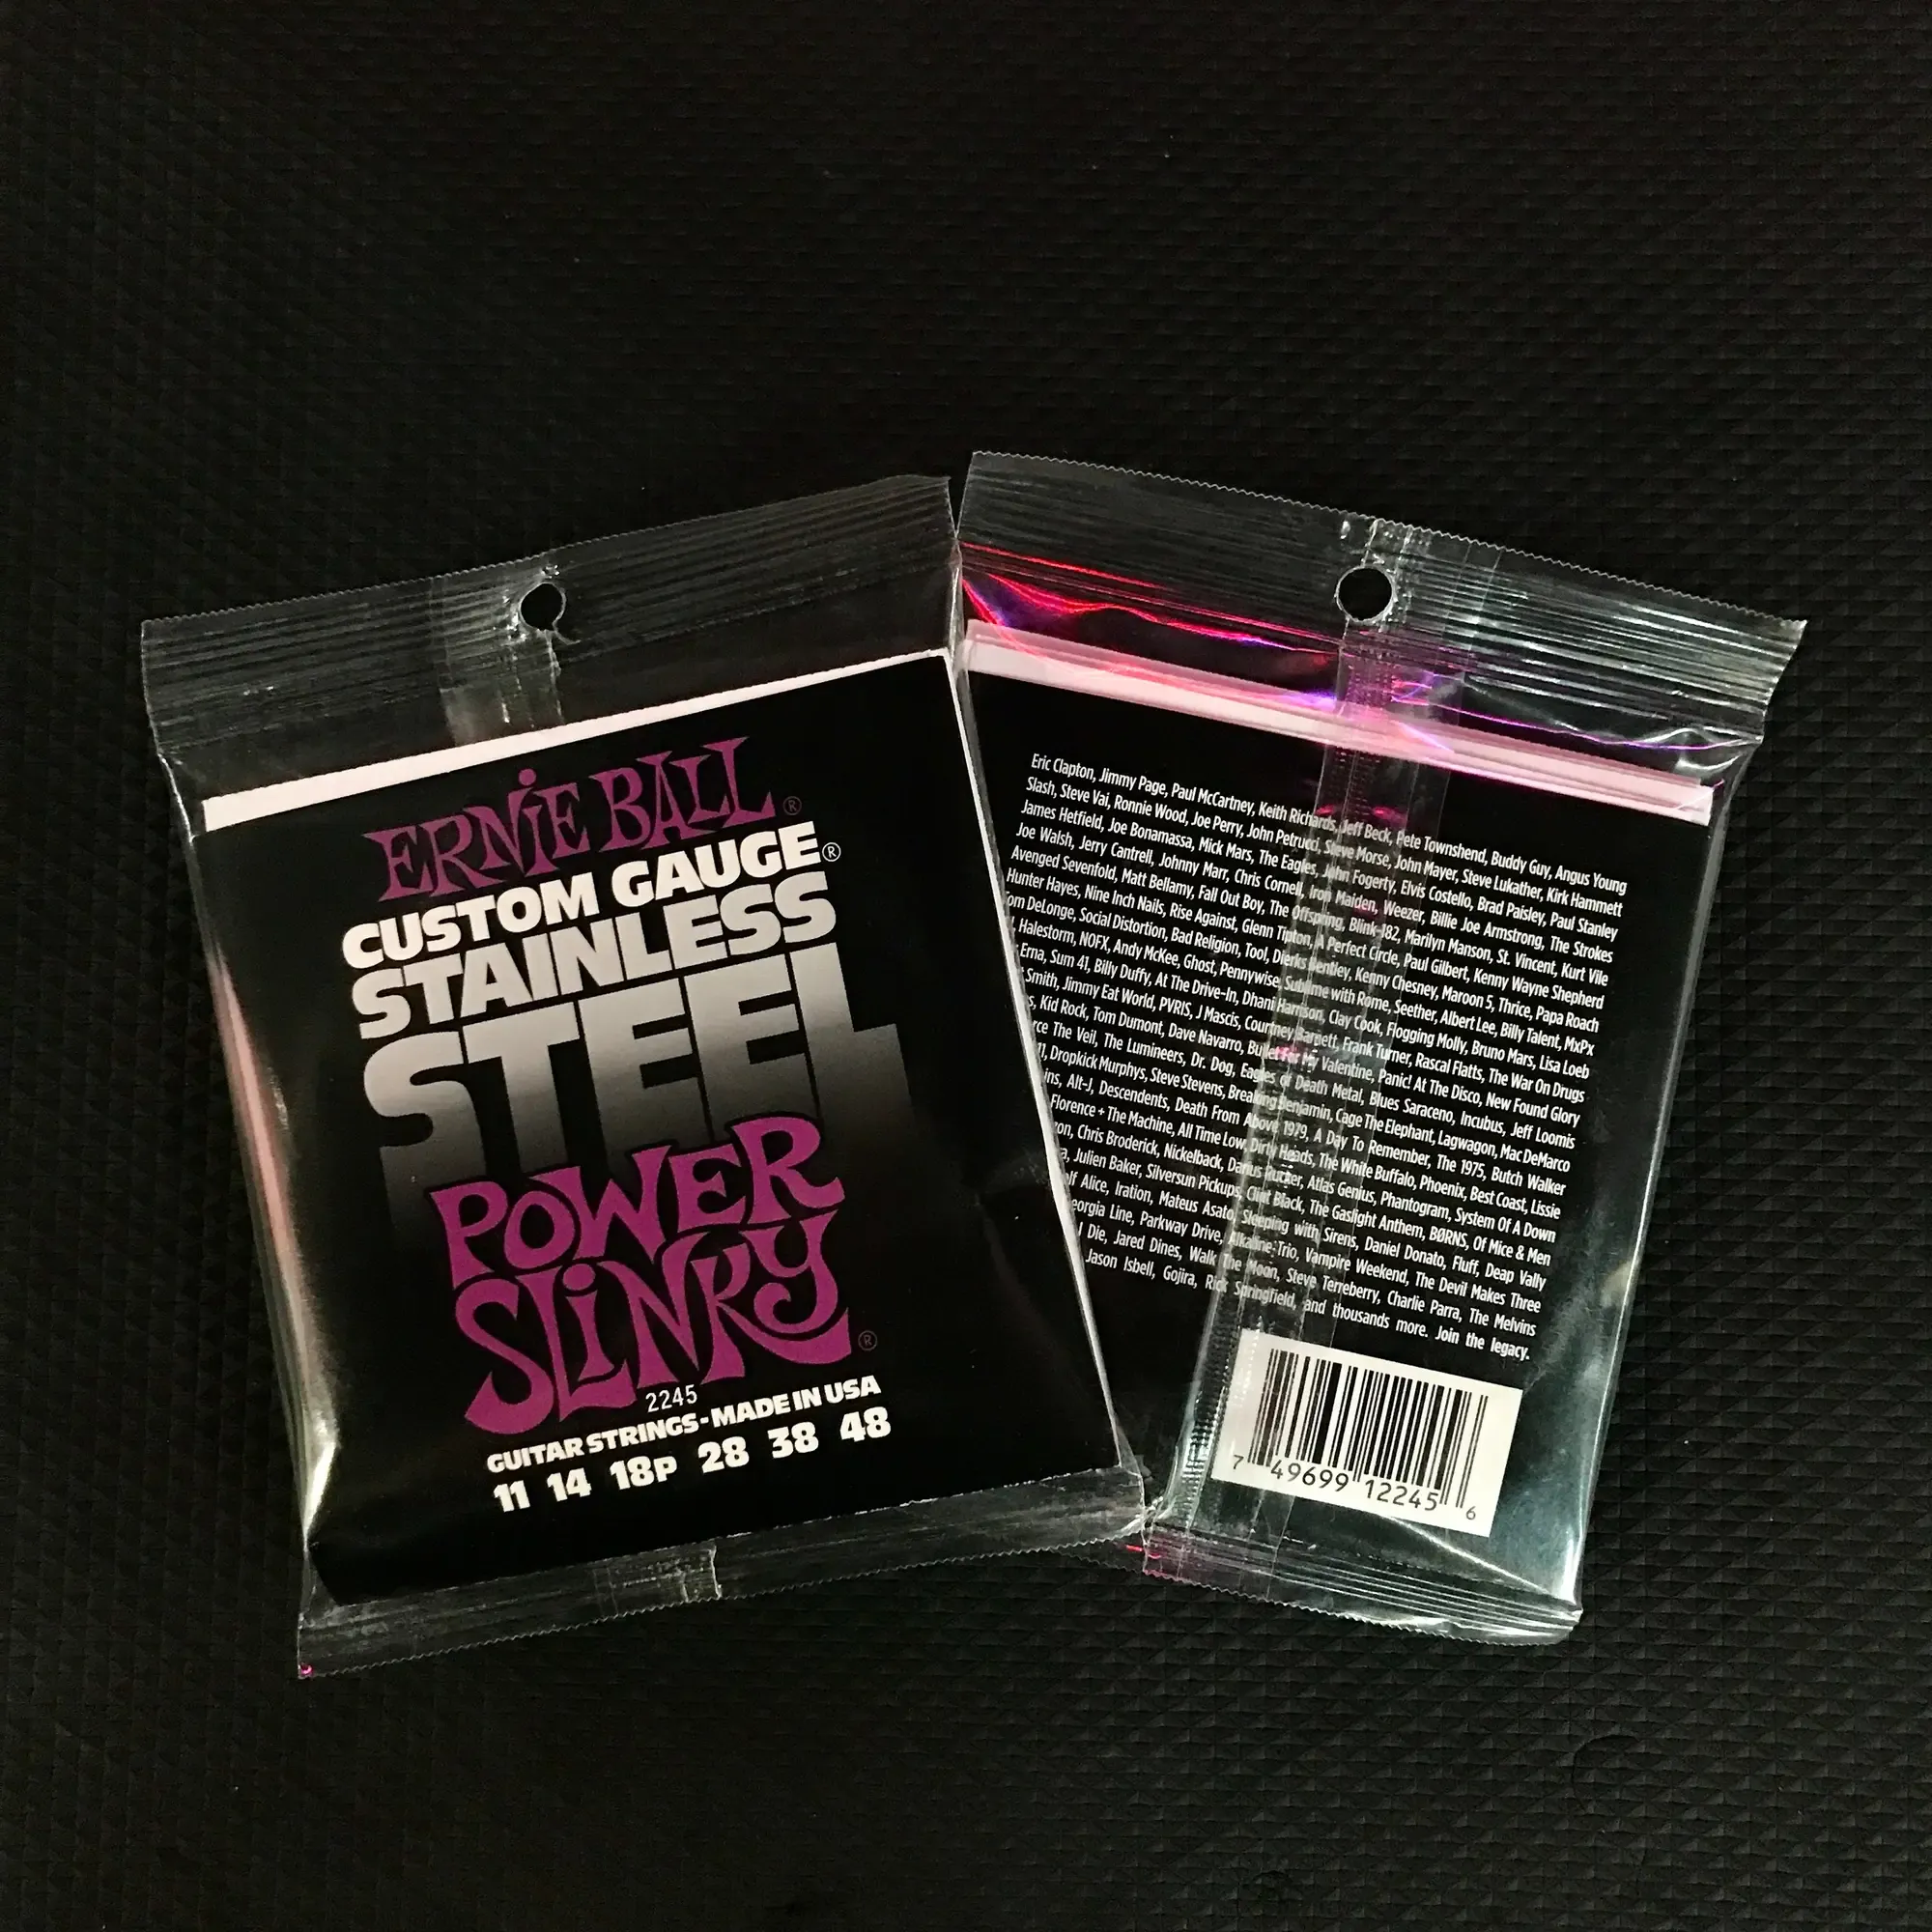 ERNIE BALL®
CUSTOM GAUGE®
STAINLESS
STEEL
POWER
SLINKY®
2245
GUITAR STRINGS-MADE IN USA
11 14 18P 28 38 48
Eric Clapton, Jimmy Page, Paul McCartney, Keith Richards, Jeff Beck, Pete Townshend, Buddy Guy, Angus Young
Slash, Steve Vai, Ronnie Wood, Joe Perry, John Petrucci, Steve Morse, John Mayer, Steve Lukather, Kirk Hammett
James Hetfield, Joe Bonamassa, Mick Mars, The Eagles, John Fogerty, Elvis Costello, Brad Paisley, Paul Stanley
Joe Walsh, Jerry Cantrell, Johnny Marr, Chris Cornell, Iron Maiden, Weezer, Billie Joe Armstrong, The Strokes
Avenged Sevenfold, Matt Bellamy, Fall Out Boy, The Offspring, Blink-182, Marilyn Manson, St. Vincent, Kurt Vile
Hunter Hayes, Nine Inch Nails, Rise Against, Glenn Tipton, A Perfect Circle, Paul Gilbert, Kenny Wayne Shepherd
om DeLonge, Social Distortion, Bad Religion, Tool, Dierks Bentley, Kenny Chesney, Maroon 5, Thrice, Papa Roach
Halestorm, NOFX, Andy McKee, Ghost, Pennywise, Sublime with Rome, Seether, Albert Lee, Billy Talent, MxPx
Erna, Sum 41, Billy Duffy, At The Drive-In, Dhani Harrison, Clay Cook, Flogging Molly, Bruno Mars, Lisa Loeb
Smith, Jimmy Eat World, PVRIS, J Mascis, Courtney Barnett, Frank Turner, Rascal Flatts, The War On Drugs
s, Kid Rock, Tom Dumont, Dave Navarro, Bullet For My Valentine, Panic! At The Disco, New Found Glory
rce The Veil, The Lumineers, Dr. Dog, Eagles of Death Metal, Blues Saraceno, Incubus, Jeff Loomis
1, Dropkick Murphys, Steve Stevens, Breaking Benjamin, Cage The Elephant, Lagwagon, Mac DeMarco
ins, Alt-J, Descendents, Death From Above 1979, A Day To Remember, The 1975, Butch Walker
Florence + The Machine, All Time Low, Dirty Heads, The White Buffalo, Phoenix, Best Coast, Lissie
on, Chris Broderick, Nickelback, Darius Rucker, Atlas Genius, Phantogram, System Of A Down
a, Julien Baker, Silversun Pickups, Clint Black, The Gaslight Anthem, BØRNS, Of Mice & Men
olf Alice, Iration, Mateus Asato, Sleeping with Sirens, Daniel Donato, Fluff, Deap Vally
eorgia Line, Parkway Drive, Alkaline Trio, Vampire Weekend, The Devil Makes Three
I Die, Jared Dines, Walk the Moon, Steve Terreberry, Charlie Parra, The Melvins
Jason Isbell, Gojira, Rick Springfield, and thousands more. Join the legacy.
7 49699 12245 6